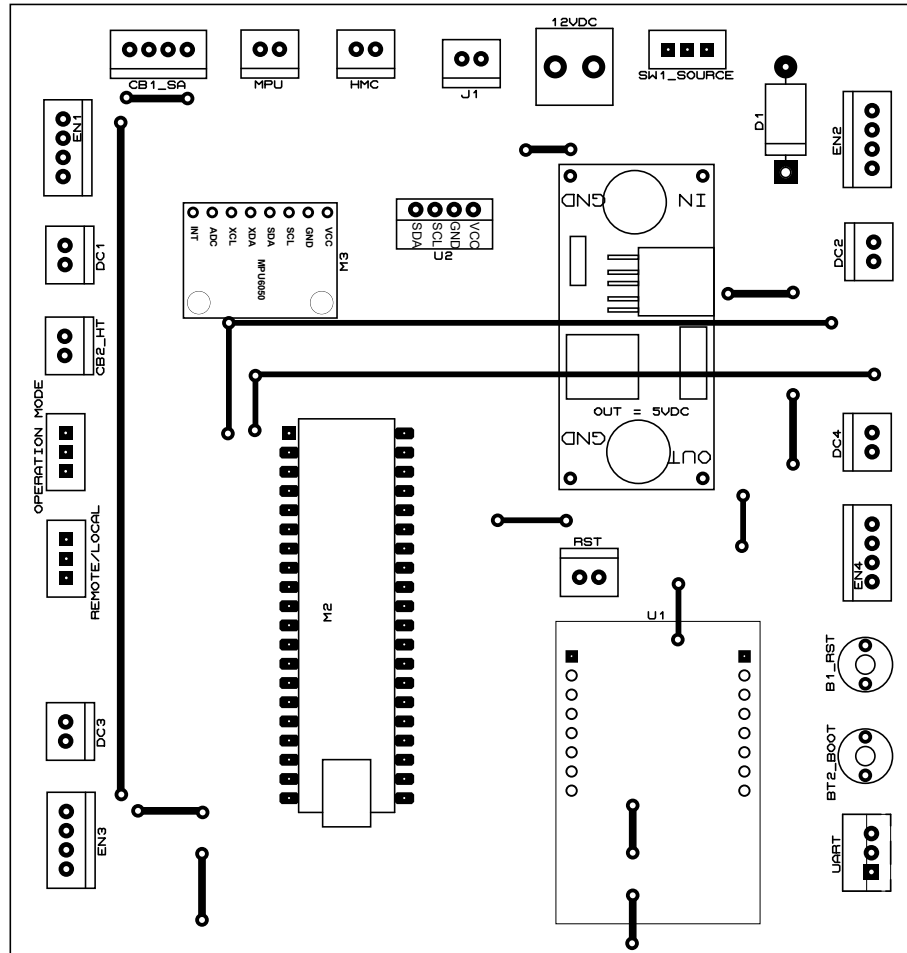 12VDC
CB1_SA
MPU
HMC
J1
SW1_SOURCE
EN1
D1
EN2
GND
IN
INT
ADC
XCL
XDA
SDA
SCL
GND
VCC
MPU6050
M3
SDA
SCL
GND
VCC
U2
DC1
DC2
CB2_HT
OUT = 5VDC
GND
OUT
OPERATION MODE
DC4
REMOTE/LOCAL
RST
EN4
M2
U1
B1_RST
DC3
BT2_BOOT
EN3
UART